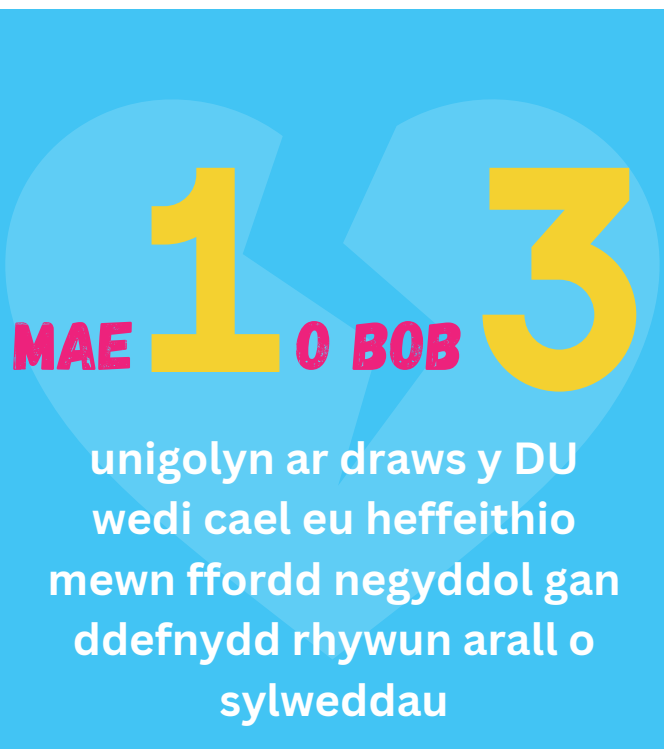 MAE 1 O BOB 3
unigolyn ar draws y DU
wedi cael eu heffeithio
mewn ffordd negyddol gan
ddefnydd rhywun arall o
sylweddau